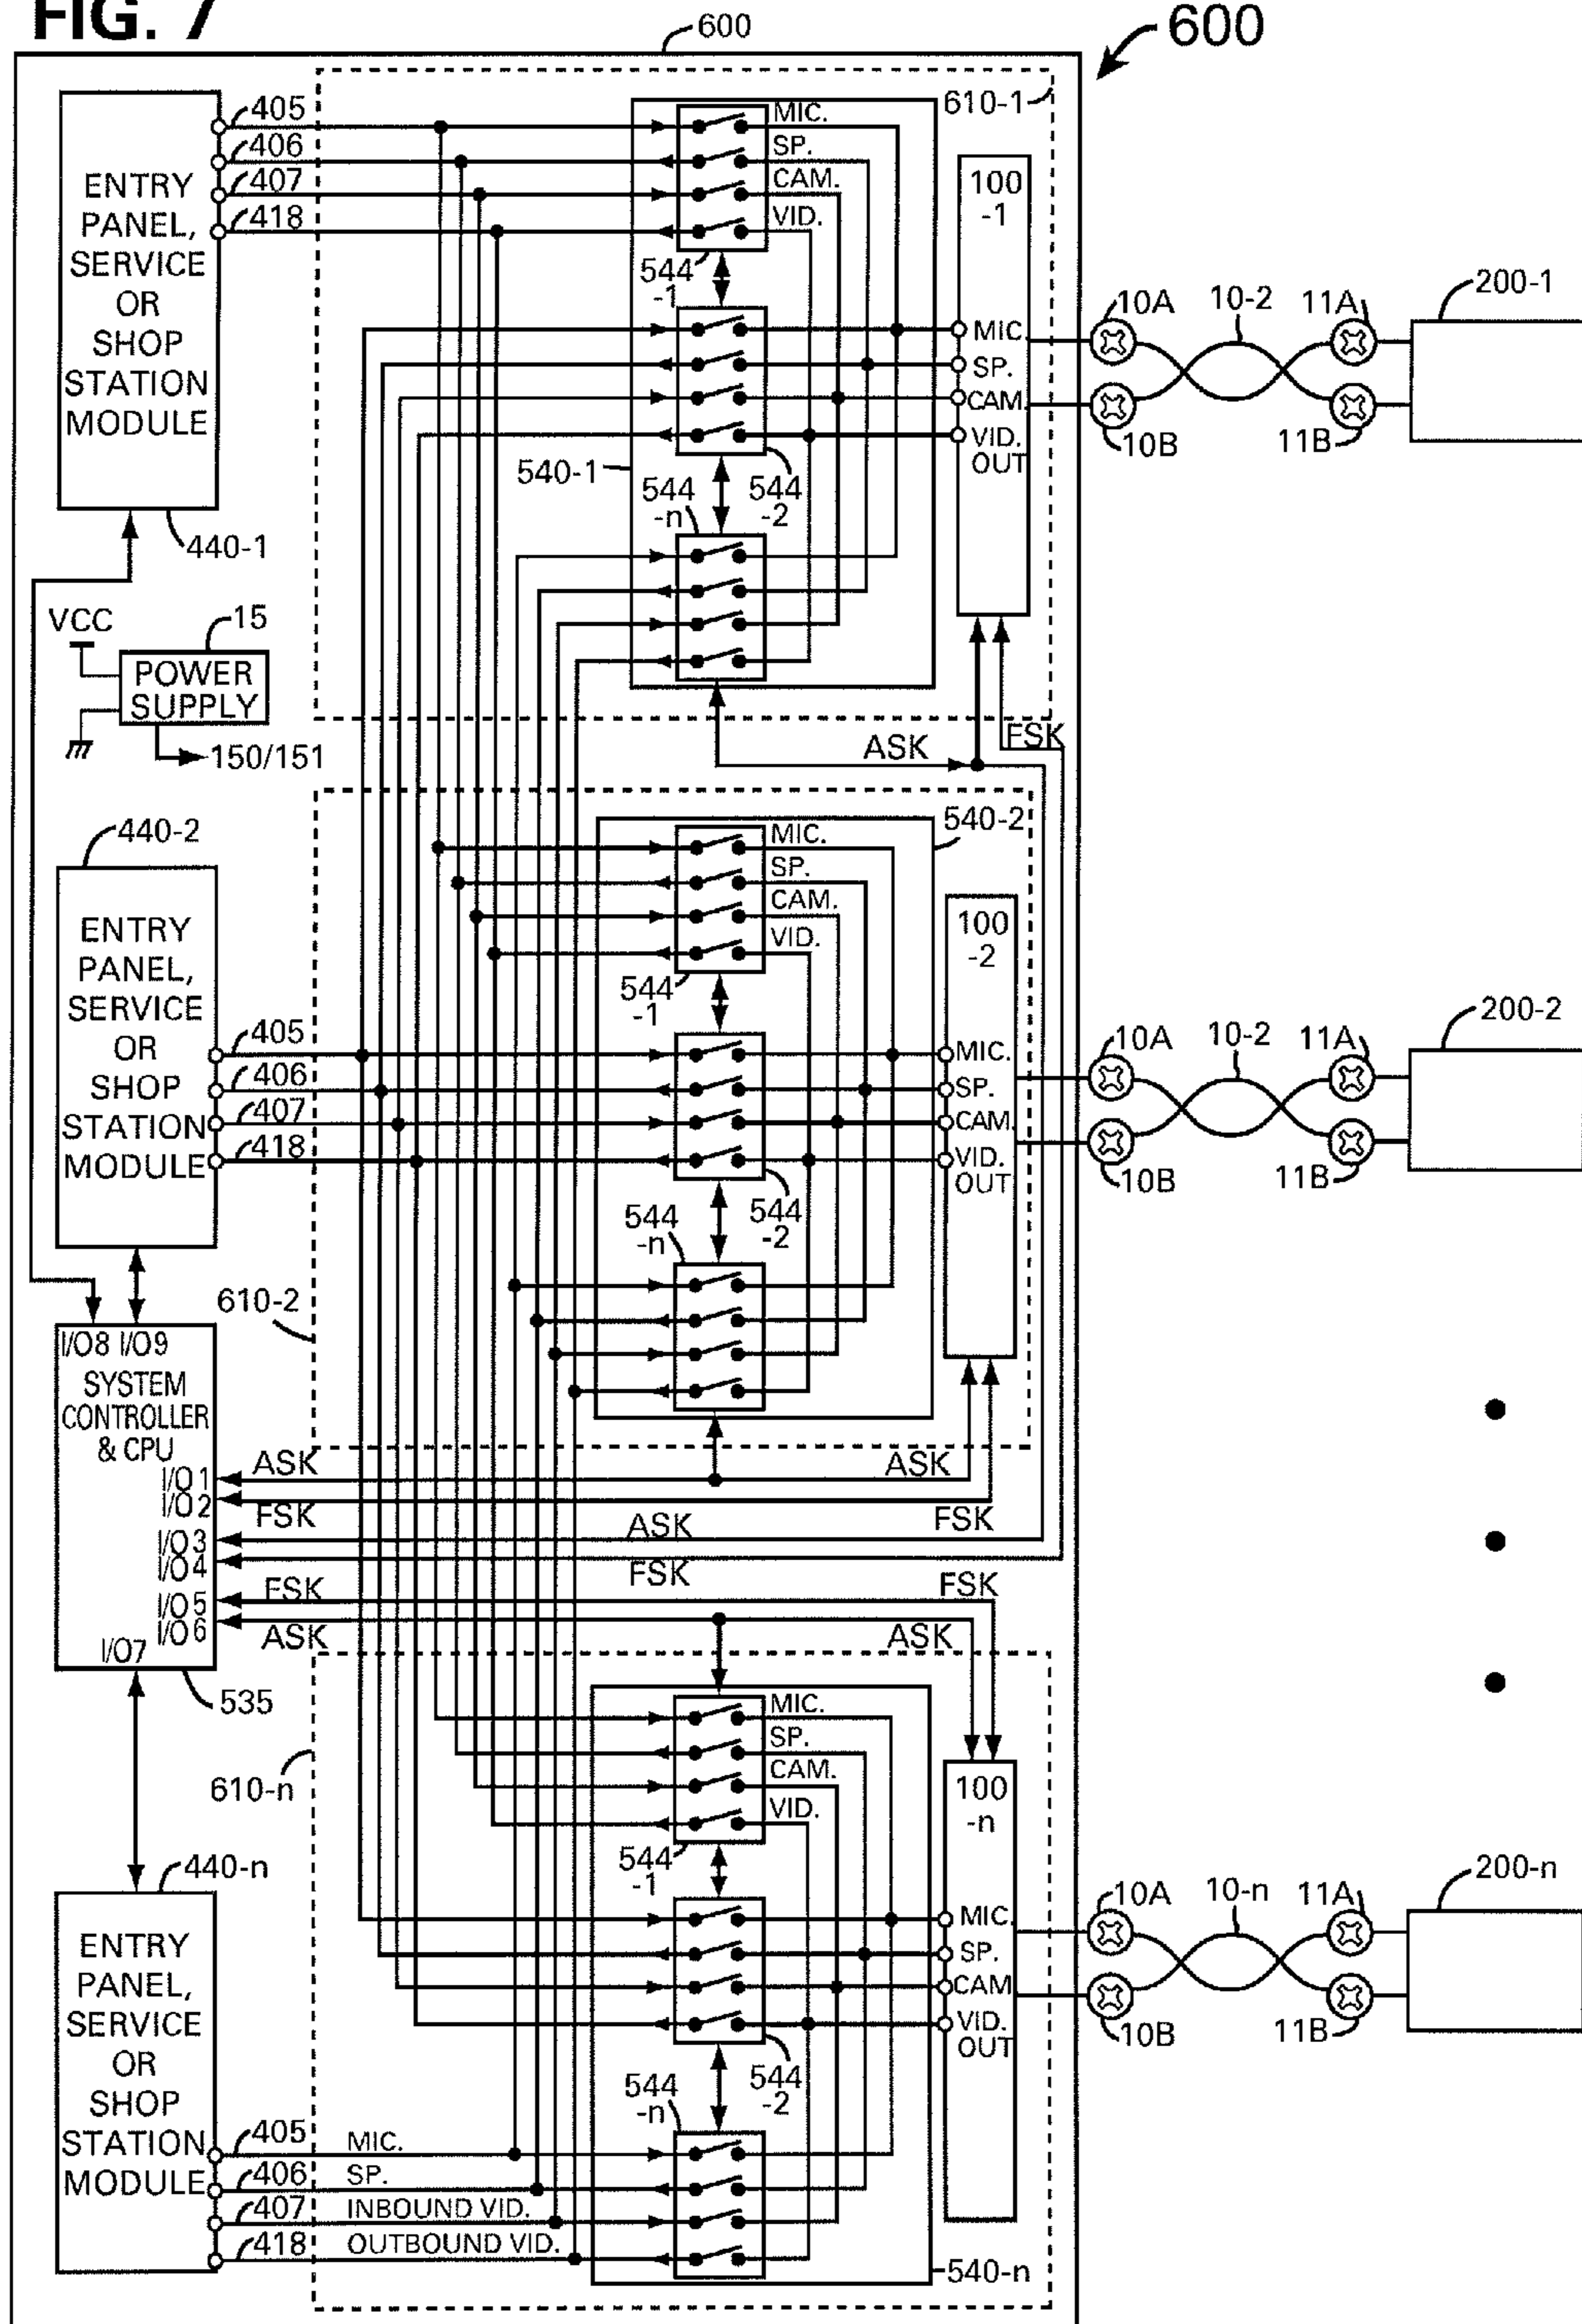 FIG. 7
600
600
610-1
405
406
407
418
ENTRY
PANEL,
SERVICE
OR
SHOP
STATION
MODULE
440-1
MIC.
SP.
CAM.
VID.
544
-1
100
-1
MIC.
SP.
CAM.
VID.
OUT
540-1
544
-n
544
-2
10A
10-2
11A
200-1
10B
11B
VCC
15
POWER
SUPPLY
150/151
ASK
FSK
440-2
ENTRY
PANEL,
SERVICE
OR
SHOP
STATION
MODULE
405
406
407
418
540-2
MIC.
SP.
CAM.
VID.
544
-1
100
-2
MIC.
SP.
CAM.
VID.
OUT
544
-n
544
-2
10A
10-2
11A
200-2
10B
11B
610-2
I/O8 I/O9
SYSTEM
CONTROLLER
& CPU
I/O1
I/O2
I/O3
I/O4
I/O5
I/O6
I/O7
535
ASK
ASK
FSK
FSK
ASK
FSK
FSK
FSK
ASK
ASK
610-n
MIC.
SP.
CAM.
VID.
544
-1
100
-n
MIC.
SP.
CAM
VID.
OUT
544
-n
544
-2
10A
10-n
11A
200-n
10B
11B
440-n
ENTRY
PANEL,
SERVICE
OR
SHOP
STATION
MODULE
405
MIC.
406
SP.
407
INBOUND VID.
418
OUTBOUND VID.
540-n